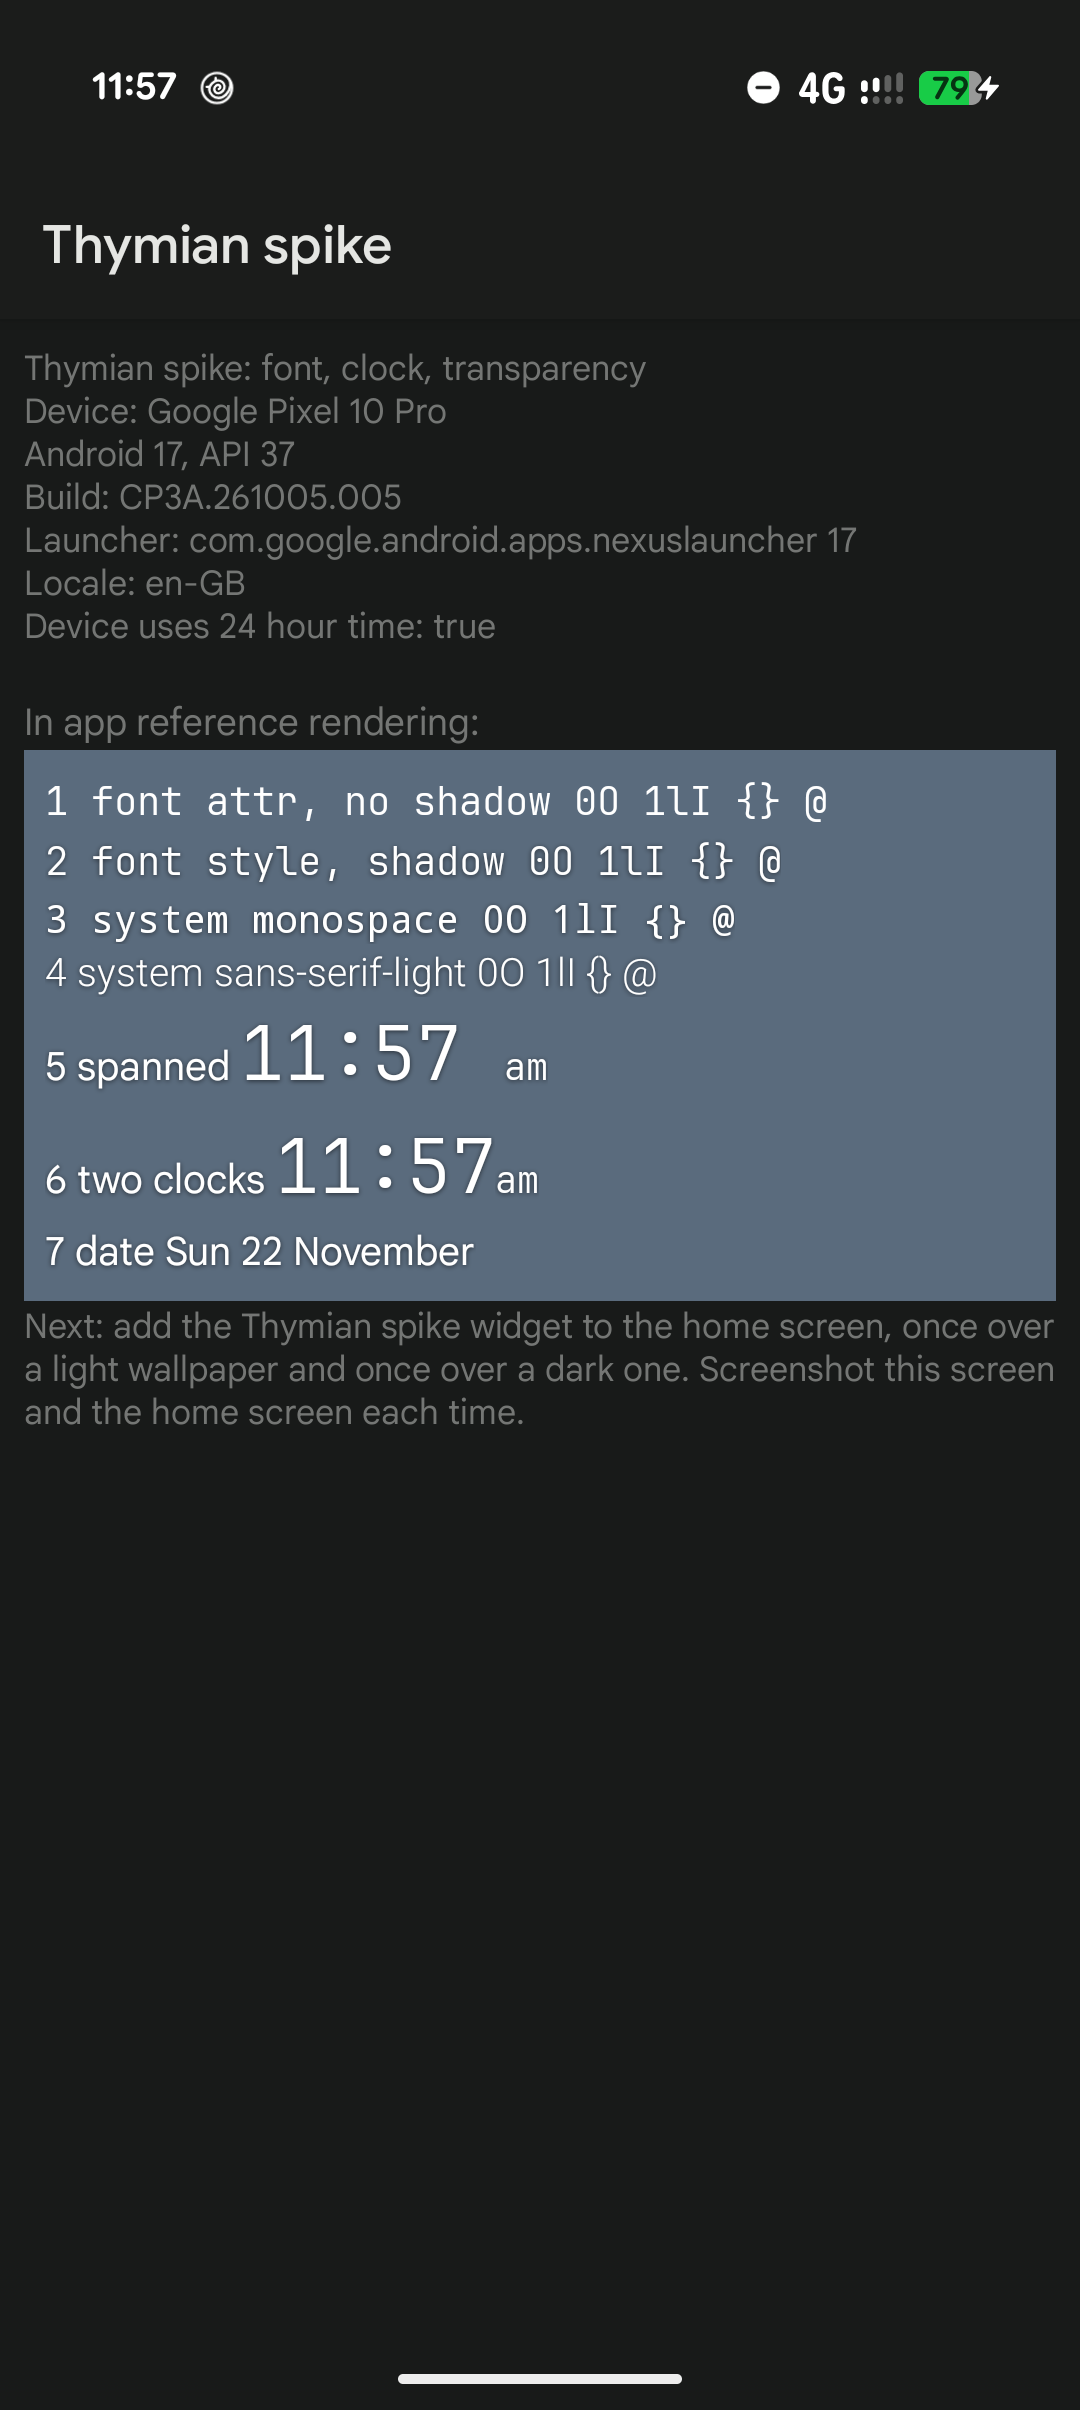 11:57 4G 79
Thymian spike
Thymian spike: font, clock, transparency
Device: Google Pixel 10 Pro
Android 17, API 37
Build: CP3A.261005.005
Launcher: com.google.android.apps.nexuslauncher 17
Locale: en-GB
Device uses 24 hour time: true
In app reference rendering:
1 font attr, no shadow 0O 1lI {} @
2 font style, shadow 0O 1lI {} @
3 system monospace 0O 1lI {} @
4 system sans-serif-light 0O 1lI {} @
5 spanned 11:57 am
6 two clocks 11:57am
7 date Sun 22 November
Next: add the Thymian spike widget to the home screen, once over
a light wallpaper and once over a dark one. Screenshot this screen
and the home screen each time.